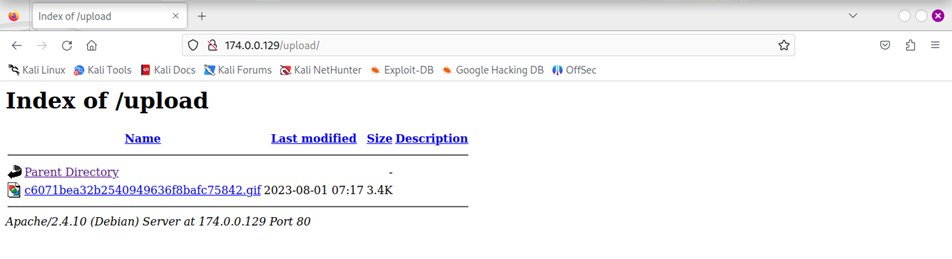 Index of /upload
174.0.0.129/upload/
Kali Linux Kali Tools Kali Docs Kali Forums Kali NetHunter Exploit-DB Google Hacking DB OffSec
Index of /upload
Name Last modified Size Description
Parent Directory -
c6071bea32b2540949636f8bafc75842.gif 2023-08-01 07:17 3.4K
Apache/2.4.10 (Debian) Server at 174.0.0.129 Port 80